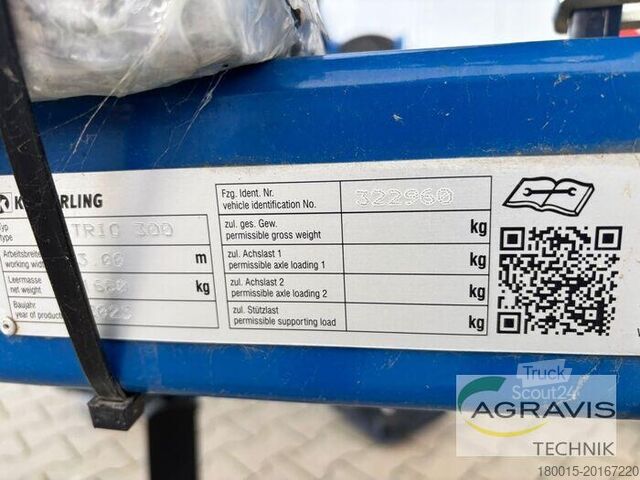 K ERLING
Typ
type
TRIC 300
Arbeitsbreite
working width
3.00 m
Leermasse
net weight
kg
Baujahr
year of product
Fzg. Ident. Nr.
vehicle identification No.
322960
zul. ges. Gew.
permissible gross weight
kg
zul. Achslast 1
permissible axle loading 1
kg
zul. Achslast 2
permissible axle loading 2
kg
zul. Stützlast
permissible supporting load
kg
Truck
Scout24
AGRAVIS
TECHNIK
180015-20167220